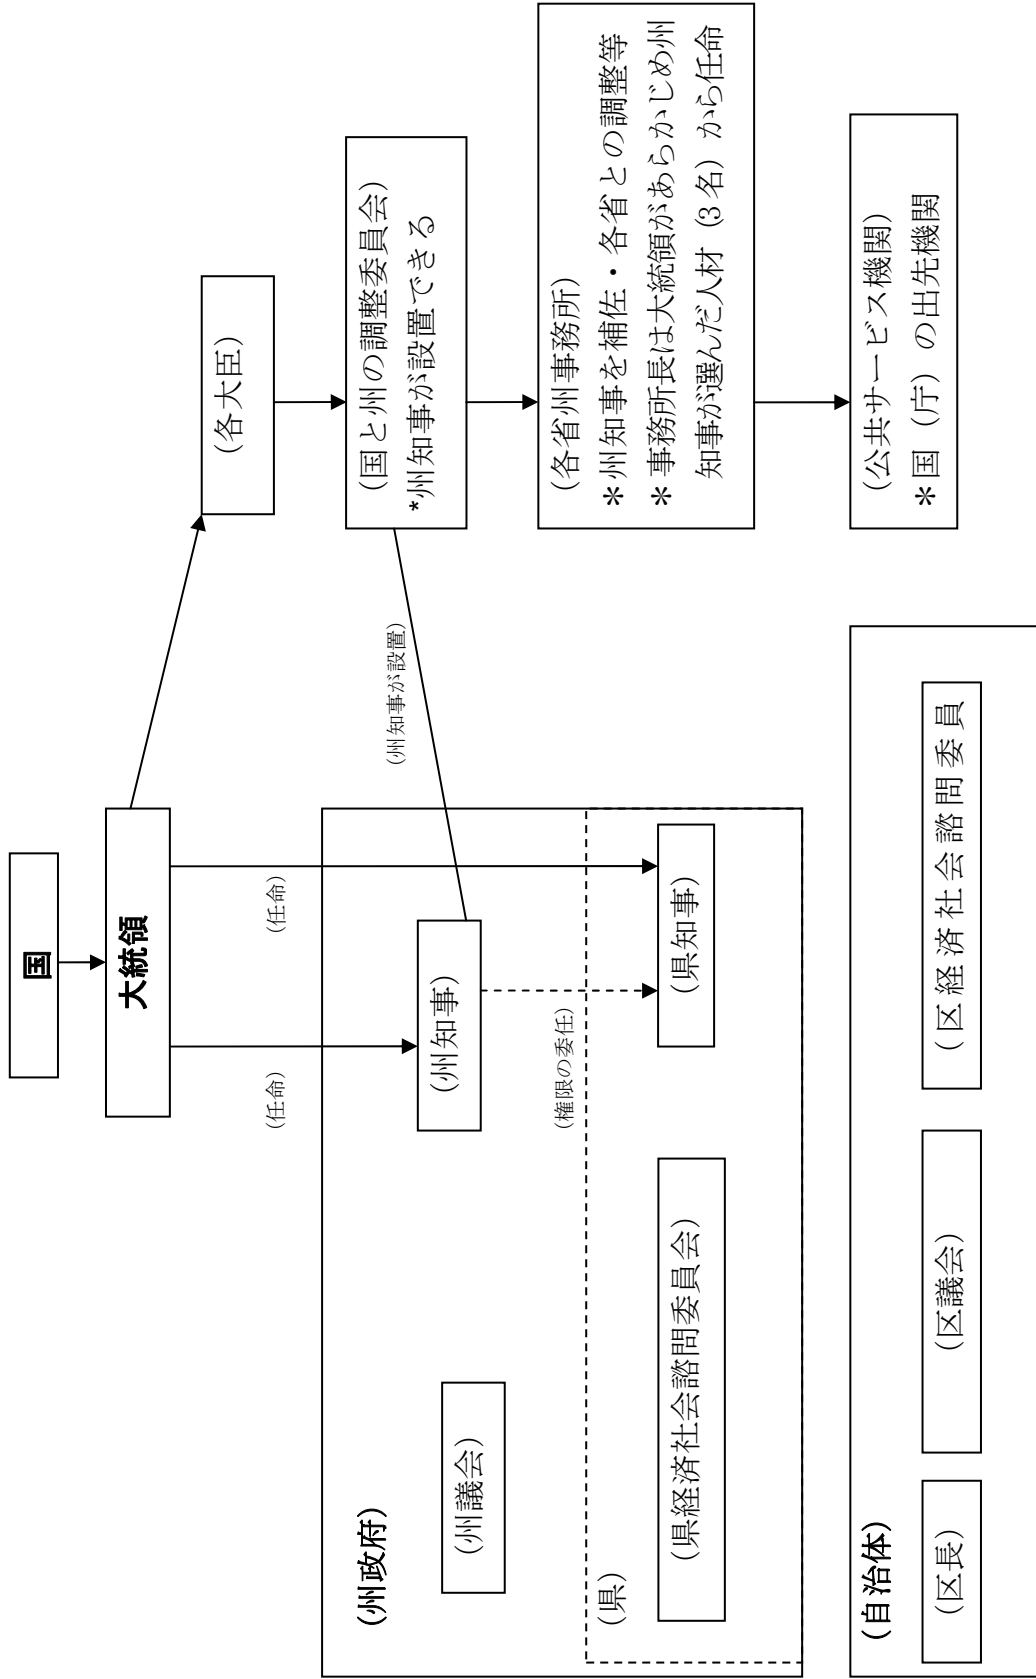 国
大統領
(各大臣)
(任命)
(任命)
(州知事が設置)
(国と州の調整委員会)
*州知事が設置できる
(州政府)
(州議会)
(州知事)
(権限の委任)
(県)
(県経済社会諮問委員会)
(県知事)
(各省州事務所)
＊州知事を補佐・各省との調整等
＊事務所長は大統領があらかじめ州
知事が選んだ人材（3 名）から任命
(自治体)
(区長)
(区議会)
(区経済社会諮問委員
(公共サービス機関)
＊国（庁）の出先機関